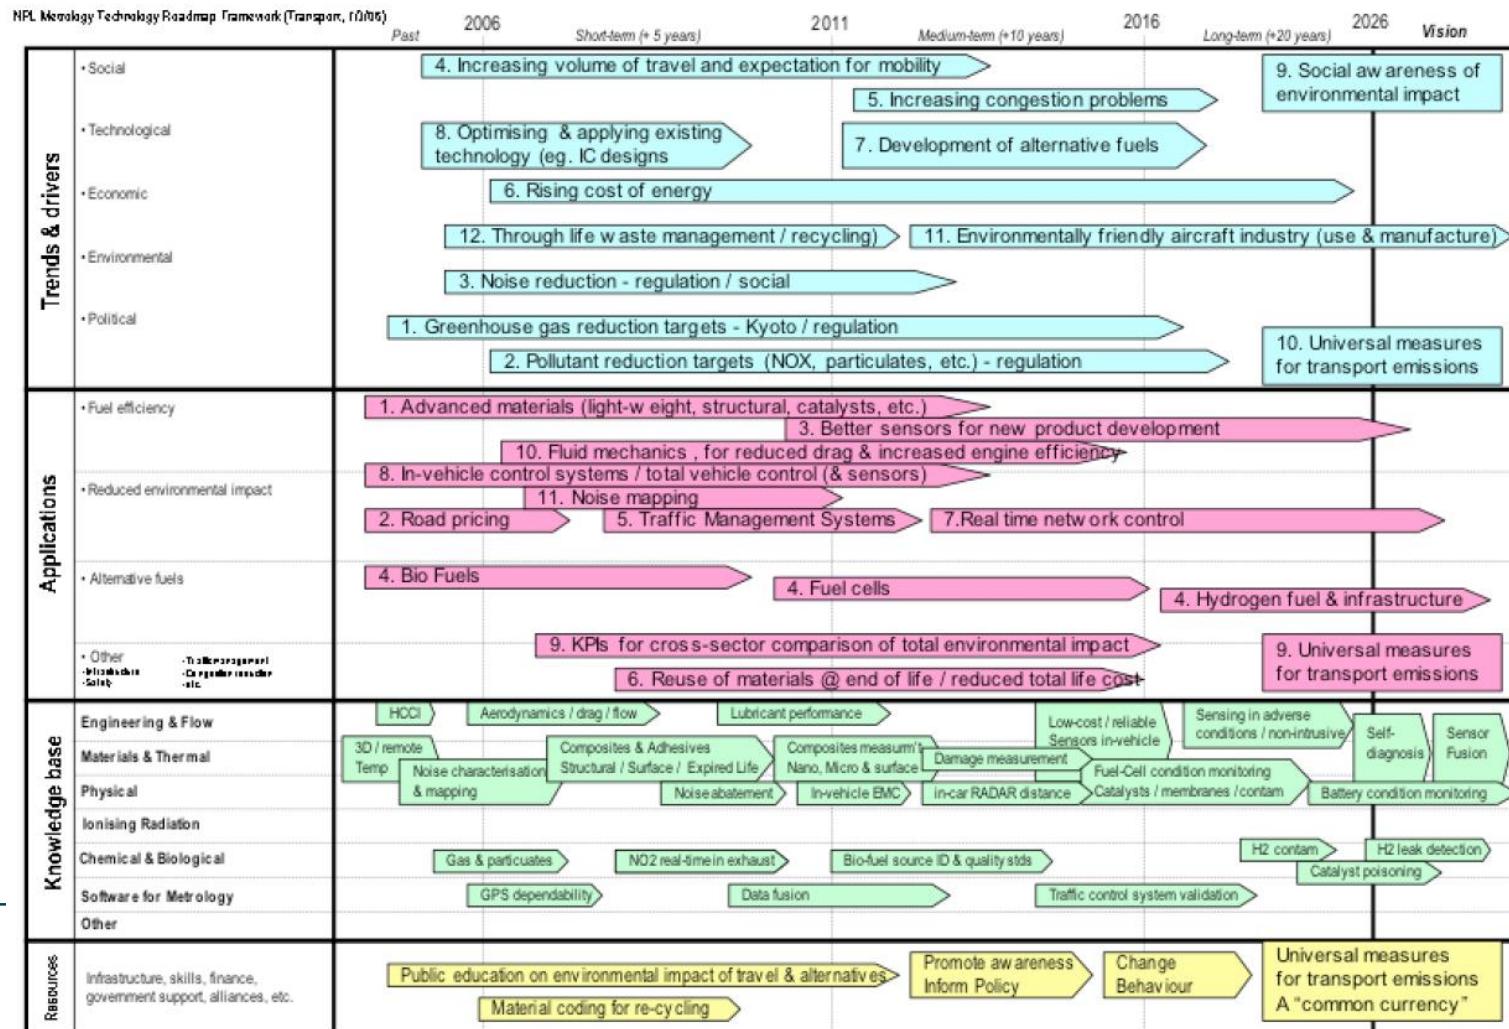 NPL Metrology Technology Roadmap Framework (Transport,
2006 2011 2016 2026
Past Short-term (+ 5 years) Medium-term (+10 years) Long-term (+20 years) Vision
Trends & drivers
• Social
4. Increasing volume of travel and expectation for mobility
5. Increasing congestion problems
9. Social awareness of
environmental impact
• Technological
8. Optimising & applying existing
technology (eg. IC designs
7. Development of alternative fuels
• Economic
6. Rising cost of energy
• Environmental
12. Through life waste management / recycling)
11. Environmentally friendly aircraft industry (use & manufacture)
3. Noise reduction - regulation / social
• Political
1. Greenhouse gas reduction targets - Kyoto / regulation
2. Pollutant reduction targets (NOX, particulates, etc.) - regulation
10. Universal measures
for transport emissions
Applications
• Fuel efficiency
1. Advanced materials (light-weight, structural, catalysts, etc.)
3. Better sensors for new product development
10. Fluid mechanics , for reduced drag & increased engine efficiency
• Reduced environmental impact
8. In-vehicle control systems / total vehicle control (& sensors)
11. Noise mapping
2. Road pricing
5. Traffic Management Systems
7.Real time network control
• Alternative fuels
4. Bio Fuels
4. Fuel cells
4. Hydrogen fuel & infrastructure
• Other
-Infrastructure
-Safety
-Traffic management
-Congestion reduction
-etc.
9. KPIs for cross-sector comparison of total environmental impact
6. Reuse of materials @ end of life / reduced total life cost
9. Universal measures
for transport emissions
Knowledge base
Engineering & Flow
HCCI
Aerodynamics / drag / flow
Lubricant performance
Low-cost / reliable
Sensors in-vehicle
Sensing in adverse
conditions / non-intrusive
Self-
diagnosis
Sensor
Fusion
Materials & Thermal
3D / remote
Temp
Composites & Adhesives
Structural / Surface / Expired Life
Composites measurm't
Nano, Micro & surface
Damage measurement
Physical
Noise characterisation
& mapping
Noise abatement
In-vehicle EMC
in-car RADAR distance
Fuel-Cell condition monitoring
Catalysts / membranes / contam
Battery condition monitoring
Ionising Radiation
Chemical & Biological
Gas & particuates
NO2 real-time in exhaust
Bio-fuel source ID & quality stds
H2 contam
H2 leak detection
Catalyst poisoning
Software for Metrology
GPS dependability
Data fusion
Traffic control system validation
Other
Resources
Infrastructure, skills, finance,
government support, alliances, etc.
Public education on environmental impact of travel & alternatives
Material coding for re-cycling
Promote awareness
Inform Policy
Change
Behaviour
Universal measures
for transport emissions
A "common currency"